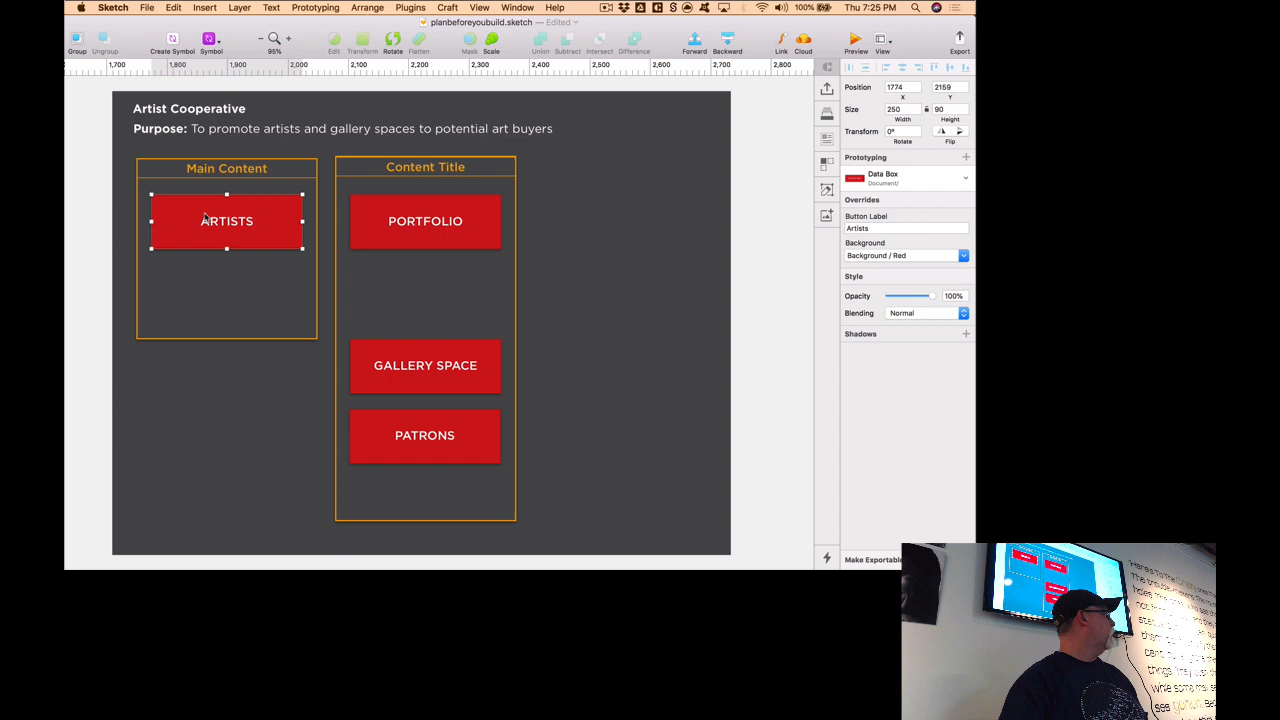 Sketch File Edit Insert Layer Text Prototyping Arrange Plugins Craft View Window Help 100% Thu 7:25 PM
planbeforeyoubuild.sketch — Edited
Group Ungroup Create Symbol Symbol 95% Edit Transform Rotate Flatten Mask Scale Union Subtract Intersect Difference Forward Backward Link Cloud Preview View Export
1,700 1,800 1,900 2,000 2,100 2,200 2,300 2,400 2,500 2,600 2,700 2,800
Artist Cooperative
Purpose: To promote artists and gallery spaces to potential art buyers
Main Content
ARTISTS
Content Title
PORTFOLIO
GALLERY SPACE
PATRONS
Position 1774 2159
X Y
Size 250 90
Width Height
Transform 0°
Rotate Flip
Prototyping
Data Box
Document/
Overrides
Button Label
Artists
Background
Background / Red
Style
Opacity 100%
Blending Normal
Shadows
Make Exportable